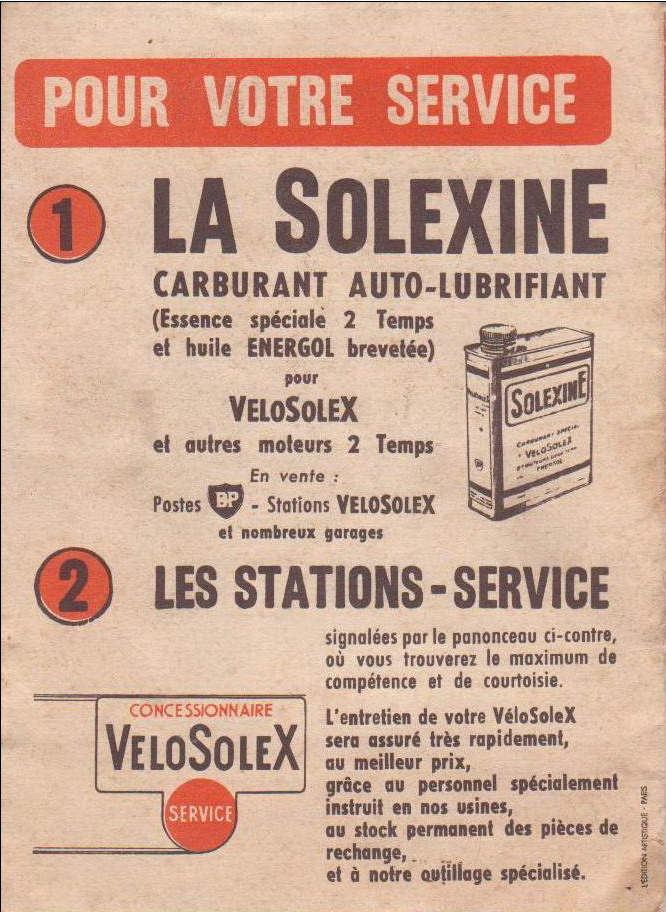 POUR VOTRE SERVICE
1
LA SOLEXINE
CARBURANT AUTO-LUBRIFIANT
(Essence spéciale 2 Temps
et huile ENERGOL brevetée)
pour
VELOSOLEX
et autres moteurs 2 Temps
En vente :
Postes BP - Stations VELOSOLEX
et nombreux garages
SOLEXINE
CARBURANT SPECIAL
VELOSOLEX
ENERGOL
2
LES STATIONS-SERVICE
signalées par le panonceau ci-contre,
où vous trouverez le maximum de
compétence et de courtoisie.
CONCESSIONNAIRE
VELOSOLEX
SERVICE
L'entretien de votre VéloSoleX
sera assuré très rapidement,
au meilleur prix,
grâce au personnel spécialement
instruit en nos usines,
au stock permanent des pièces de
rechange,
et à notre outillage spécialisé.
L'ÉDITION ARTISTIQUE - PARIS